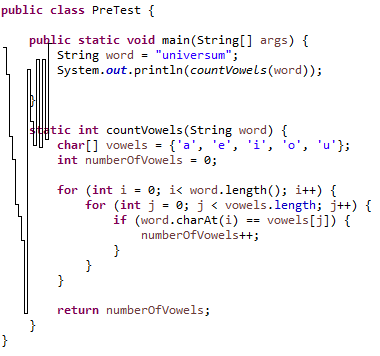 public class PreTest {
public static void main(String[] args) {
String word = "universum";
System.out.println(countVowels(word));
}
static int countVowels(String word) {
char[] vowels = {'a', 'e', 'i', 'o', 'u'};
int numberOfVowels = 0;
for (int i = 0; i< word.length(); i++) {
for (int j = 0; j < vowels.length; j++) {
if (word.charAt(i) == vowels[j]) {
numberOfVowels++;
}
}
}
return numberOfVowels;
}
}